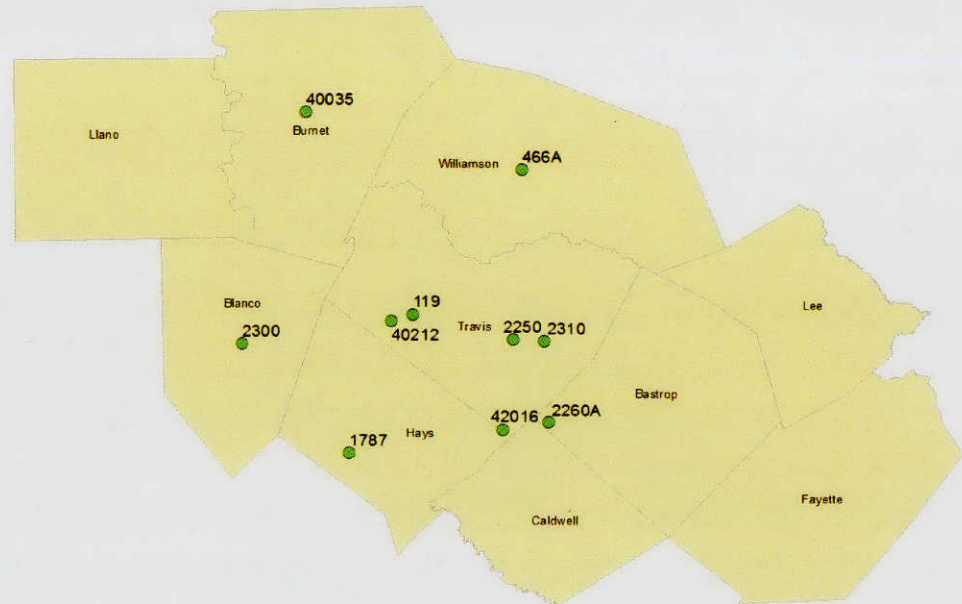 40035
Llano
Burnet
Williamson
466A
Blanco
2300
119
40212
Travis
2250
2310
Lee
Bastrop
42016
2260A
Hays
1787
Caldwell
Fayette